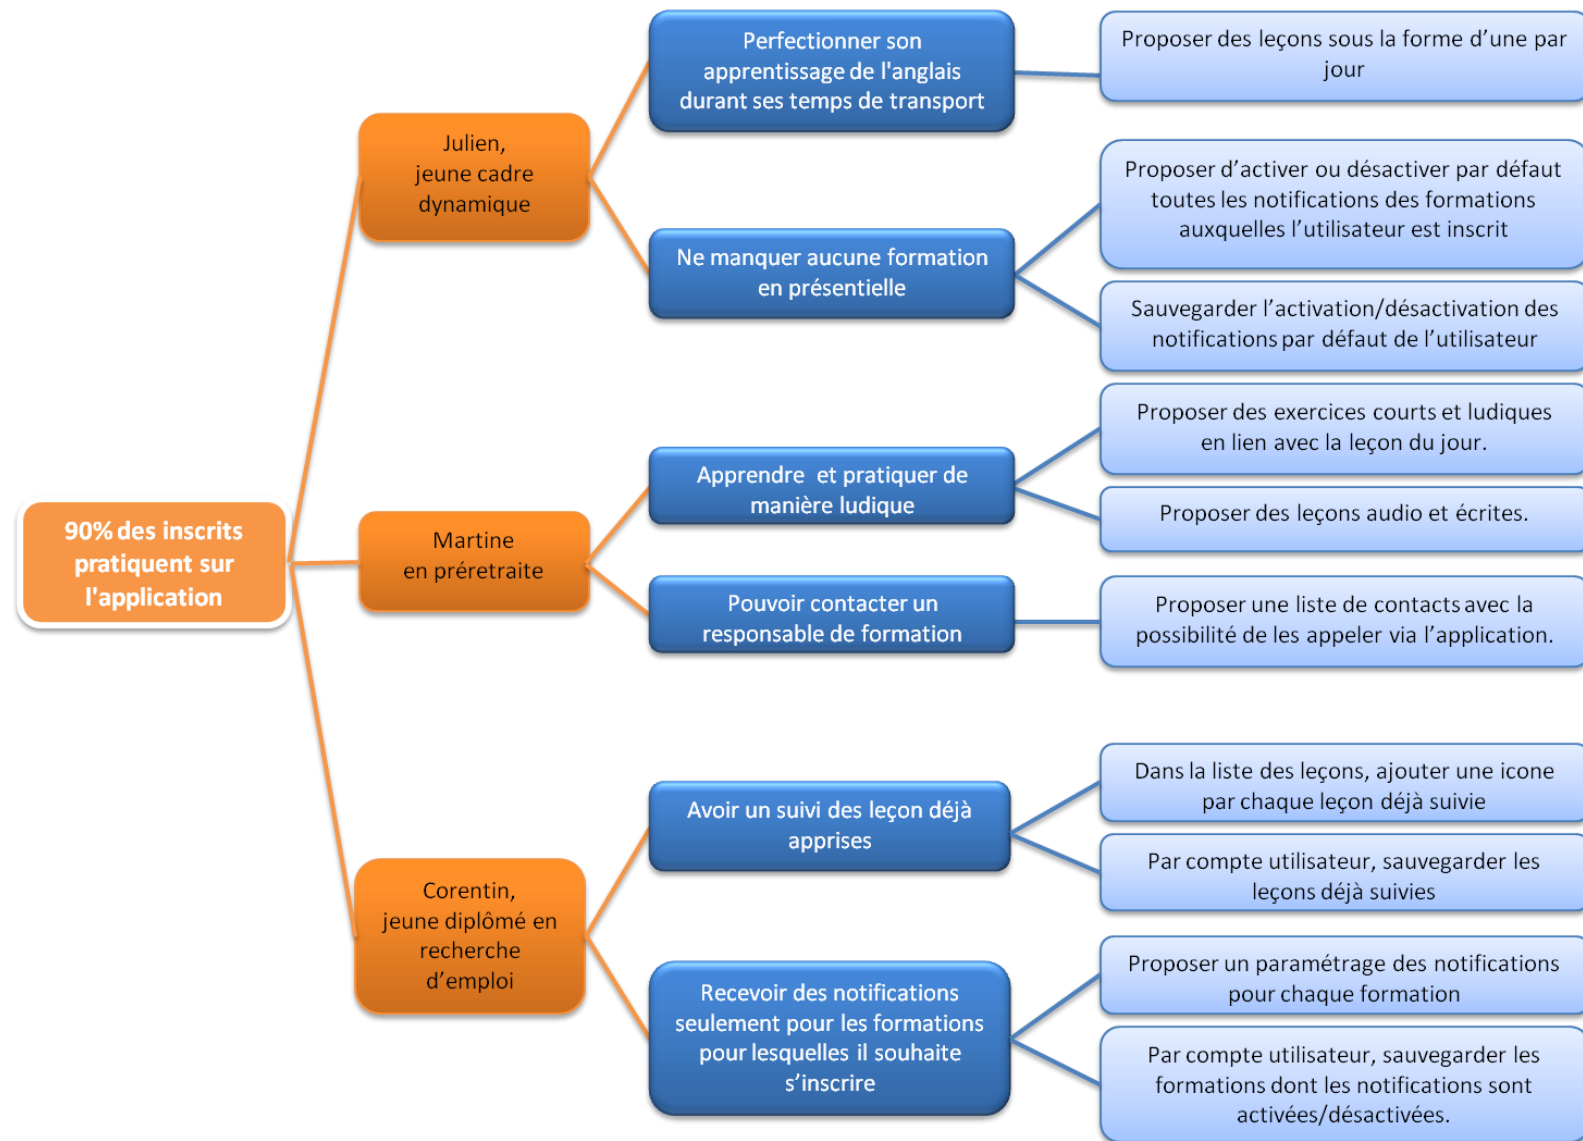 90% des inscrits
pratiquent sur
l'application
Julien,
jeune cadre
dynamique
Perfectionner son
apprentissage de l'anglais
durant ses temps de transport
Proposer des leçons sous la forme d’une par
jour
Ne manquer aucune formation
en présentielle
Proposer d’activer ou désactiver par défaut
toutes les notifications des formations
auxquelles l’utilisateur est inscrit
Sauvegarder l’activation/désactivation des
notifications par défaut de l’utilisateur
Martine
en préretraite
Apprendre et pratiquer de
manière ludique
Proposer des exercices courts et ludiques
en lien avec la leçon du jour.
Proposer des leçons audio et écrites.
Pouvoir contacter un
responsable de formation
Proposer une liste de contacts avec la
possibilité de les appeler via l’application.
Corentin,
jeune diplômé en
recherche
d’emploi
Avoir un suivi des leçon déjà
apprises
Dans la liste des leçons, ajouter une icone
par chaque leçon déjà suivie
Par compte utilisateur, sauvegarder les
leçons déjà suivies
Recevoir des notifications
seulement pour les formations
pour lesquelles il souhaite
s’inscrire
Proposer un paramétrage des notifications
pour chaque formation
Par compte utilisateur, sauvegarder les
formations dont les notifications sont
activées/désactivées.